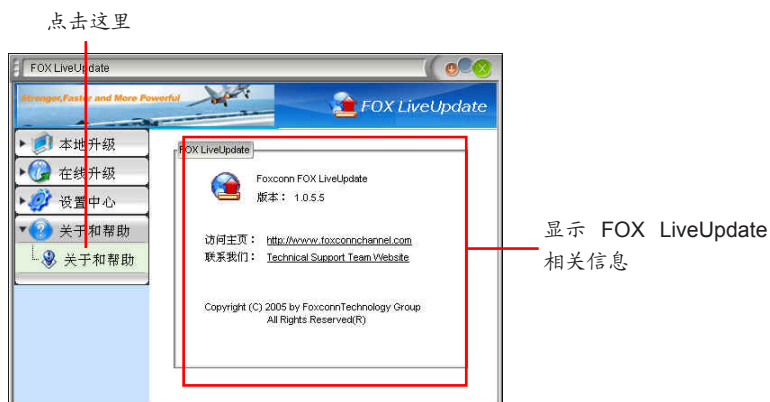 点击这里
FOX LiveUpdate
Stronger,Faster and More Powerful
FOX LiveUpdate
本地升级
在线升级
设置中心
关于和帮助
关于和帮助
FOX LiveUpdate
Foxconn FOX LiveUpdate
版本： 1.0.5.5
访问主页： http://www.foxconnchannel.com
联系我们： Technical Support Team Website
Copyright (C) 2005 by FoxconnTechnology Group
All Rights Reserved(R)
显示 FOX LiveUpdate
相关信息